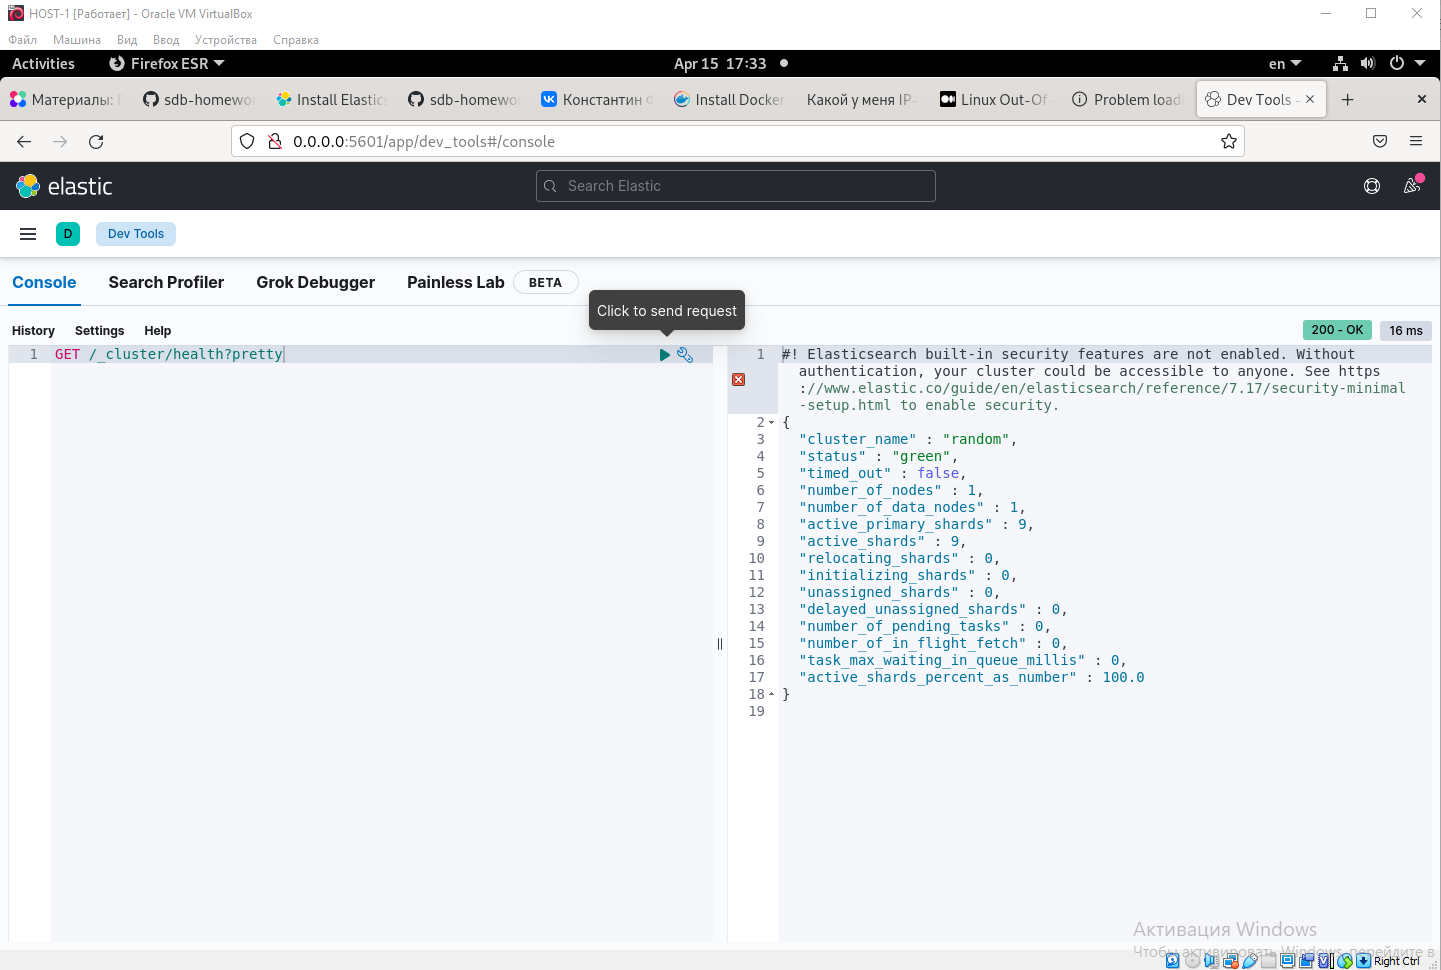 HOST-1 [Работает] - Oracle VM VirtualBox
Файл Машина Вид Ввод Устройства Справка
Activities Firefox ESR Apr 15 17:33 en
Материалы: sdb-homewo Install Elastic sdb-homewo Константин Install Docker Какой у меня IP- Linux Out-Of- Problem load Dev Tools -
0.0.0.0:5601/app/dev_tools#/console
elastic Search Elastic
D Dev Tools
Console Search Profiler Grok Debugger Painless Lab BETA
Click to send request
History Settings Help 200 - OK 16 ms
1 GET /_cluster/health?pretty
1 #! Elasticsearch built-in security features are not enabled. Without
authentication, your cluster could be accessible to anyone. See https
://www.elastic.co/guide/en/elasticsearch/reference/7.17/security-minimal
-setup.html to enable security.
2 {
3 "cluster_name" : "random",
4 "status" : "green",
5 "timed_out" : false,
6 "number_of_nodes" : 1,
7 "number_of_data_nodes" : 1,
8 "active_primary_shards" : 9,
9 "active_shards" : 9,
10 "relocating_shards" : 0,
11 "initializing_shards" : 0,
12 "unassigned_shards" : 0,
13 "delayed_unassigned_shards" : 0,
14 "number_of_pending_tasks" : 0,
15 "number_of_in_flight_fetch" : 0,
16 "task_max_waiting_in_queue_millis" : 0,
17 "active_shards_percent_as_number" : 100.0
18 }
19
Активация Windows
Чтобы активировать Windows, перейдите в
Right Ctrl